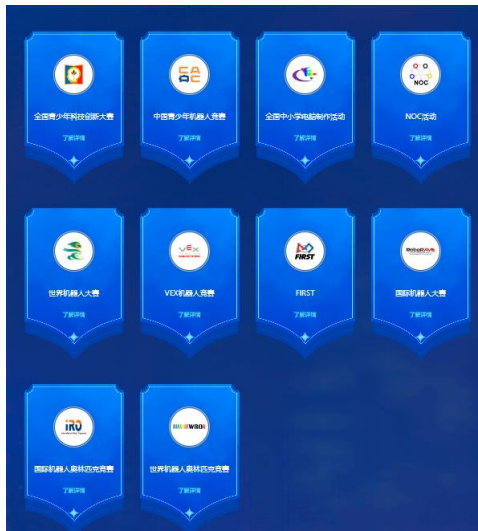 全国青少年科技创新大赛
了解详情
中国青少年机器人竞赛
了解详情
全国中小学电脑制作活动
了解详情
NOC
NOC活动
了解详情
世界机器人大赛
了解详情
VEX
VEX机器人竞赛
了解详情
FIRST
FIRST
了解详情
RoboRAVE
国际机器人大赛
了解详情
IRO
国际机器人奥林匹克竞赛
了解详情
WRO
世界机器人奥林匹克竞赛
了解详情